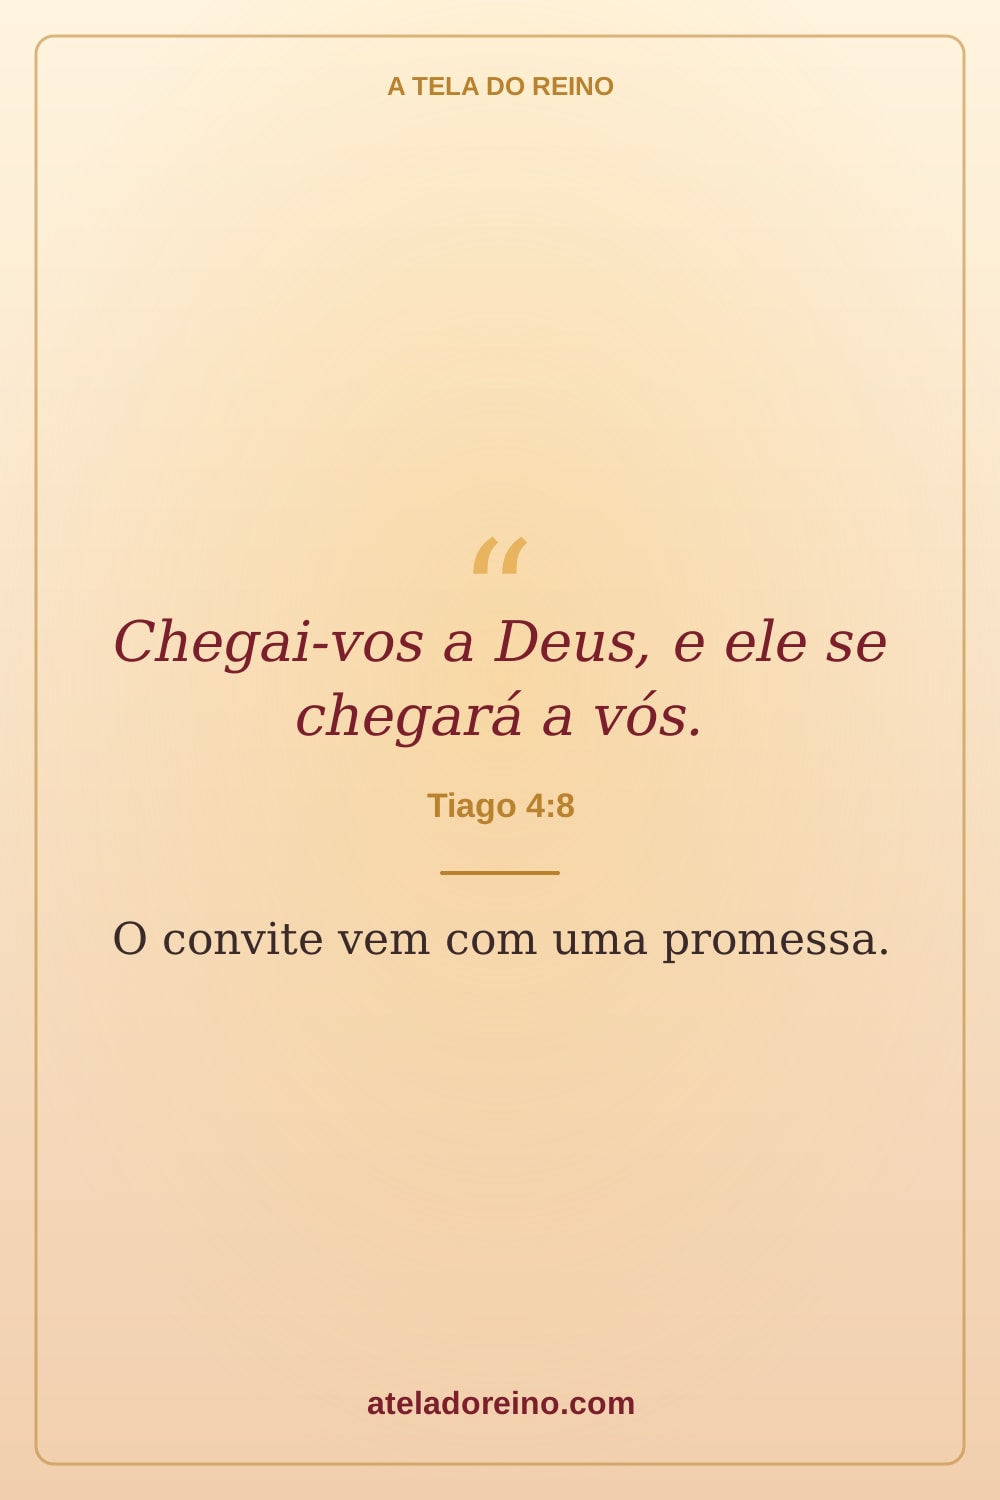 A TELA DO REINO
“
Chegai-vos a Deus, e ele se
chegará a vós.
Tiago 4:8
O convite vem com uma promessa.
ateladoreino.com